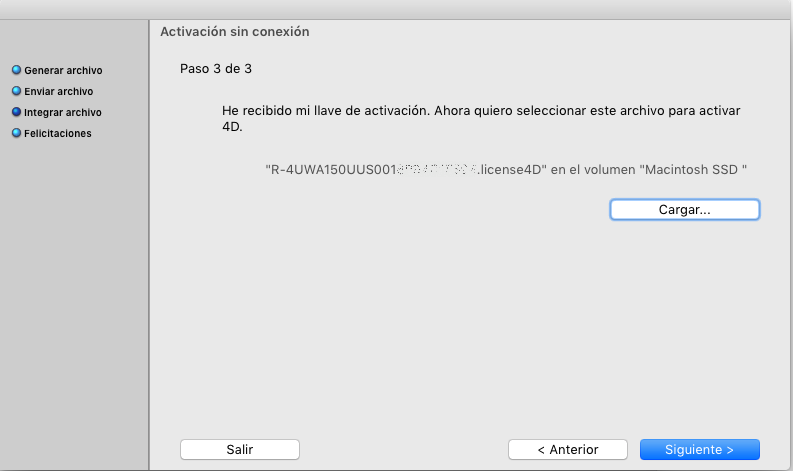 Activación sin conexión
Generar archivo
Enviar archivo
Integrar archivo
Felicitaciones
Paso 3 de 3
He recibido mi llave de activación. Ahora quiero seleccionar este archivo para activar
4D.
"R-4UWA150UUS001 .license4D" en el volumen "Macintosh SSD "
Cargar...
Salir
< Anterior
Siguiente >